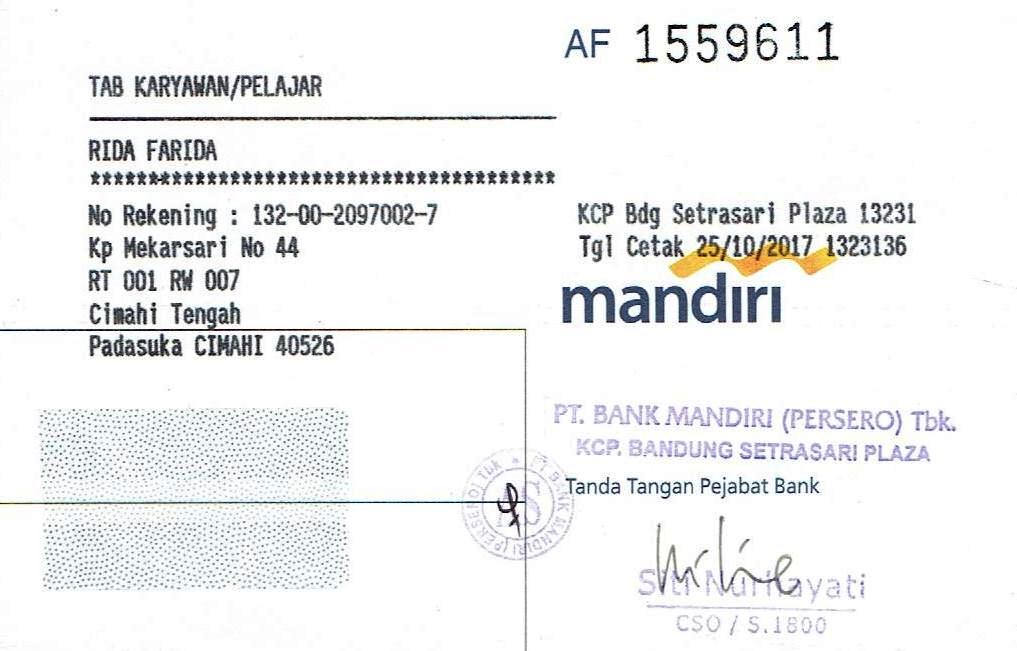 AF 1559611
TAB KARYAWAN/PELAJAR
RIDA FARIDA
******************************************
No Rekening : 132-00-2097002-7
Kp Mekarsari No 44
RT 001 RW 007
Cimahi Tengah
Padasuka CIMAHI 40526
KCP Bdg Setrasari Plaza 13231
Tgl Cetak 25/10/2017 1323136
mandiri
PT. BANK MANDIRI (PERSERO) Tbk.
KCP. BANDUNG SETRASARI PLAZA
Tanda Tangan Pejabat Bank
PT BANK MANDIRI (PERSERO) Tbk
AS
Siti Nurhayati
CSO / S.1800